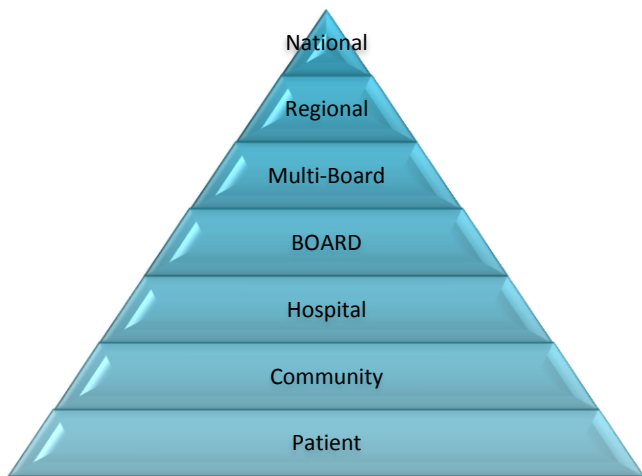 National
Regional
Multi-Board
BOARD
Hospital
Community
Patient